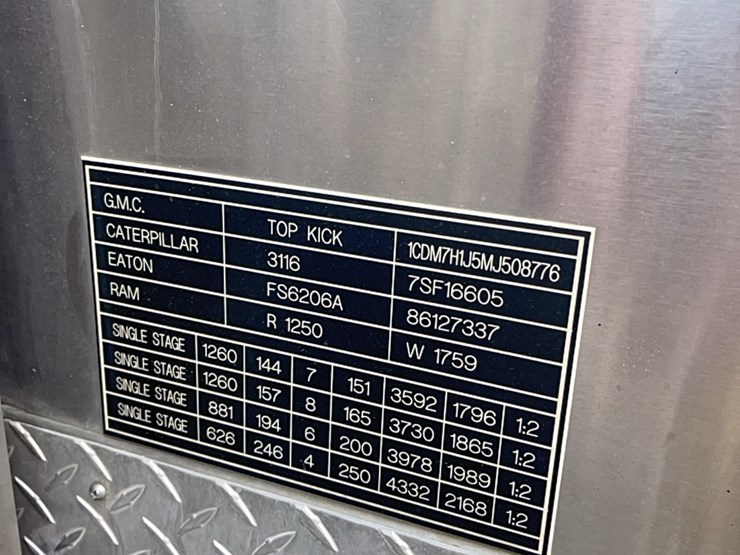 G.M.C. TOP KICK 1CDM7H1J5MJ508776
CATERPILLAR 3116 7SF16605
EATON FS6206A 86127337
RAM R 1250 W 1759
SINGLE STAGE 1260 144 7 151 3592 1796 1:2
SINGLE STAGE 1260 157 8 165 3730 1865 1:2
SINGLE STAGE 881 194 6 200 3978 1989 1:2
SINGLE STAGE 626 246 4 250 4332 2168 1:2